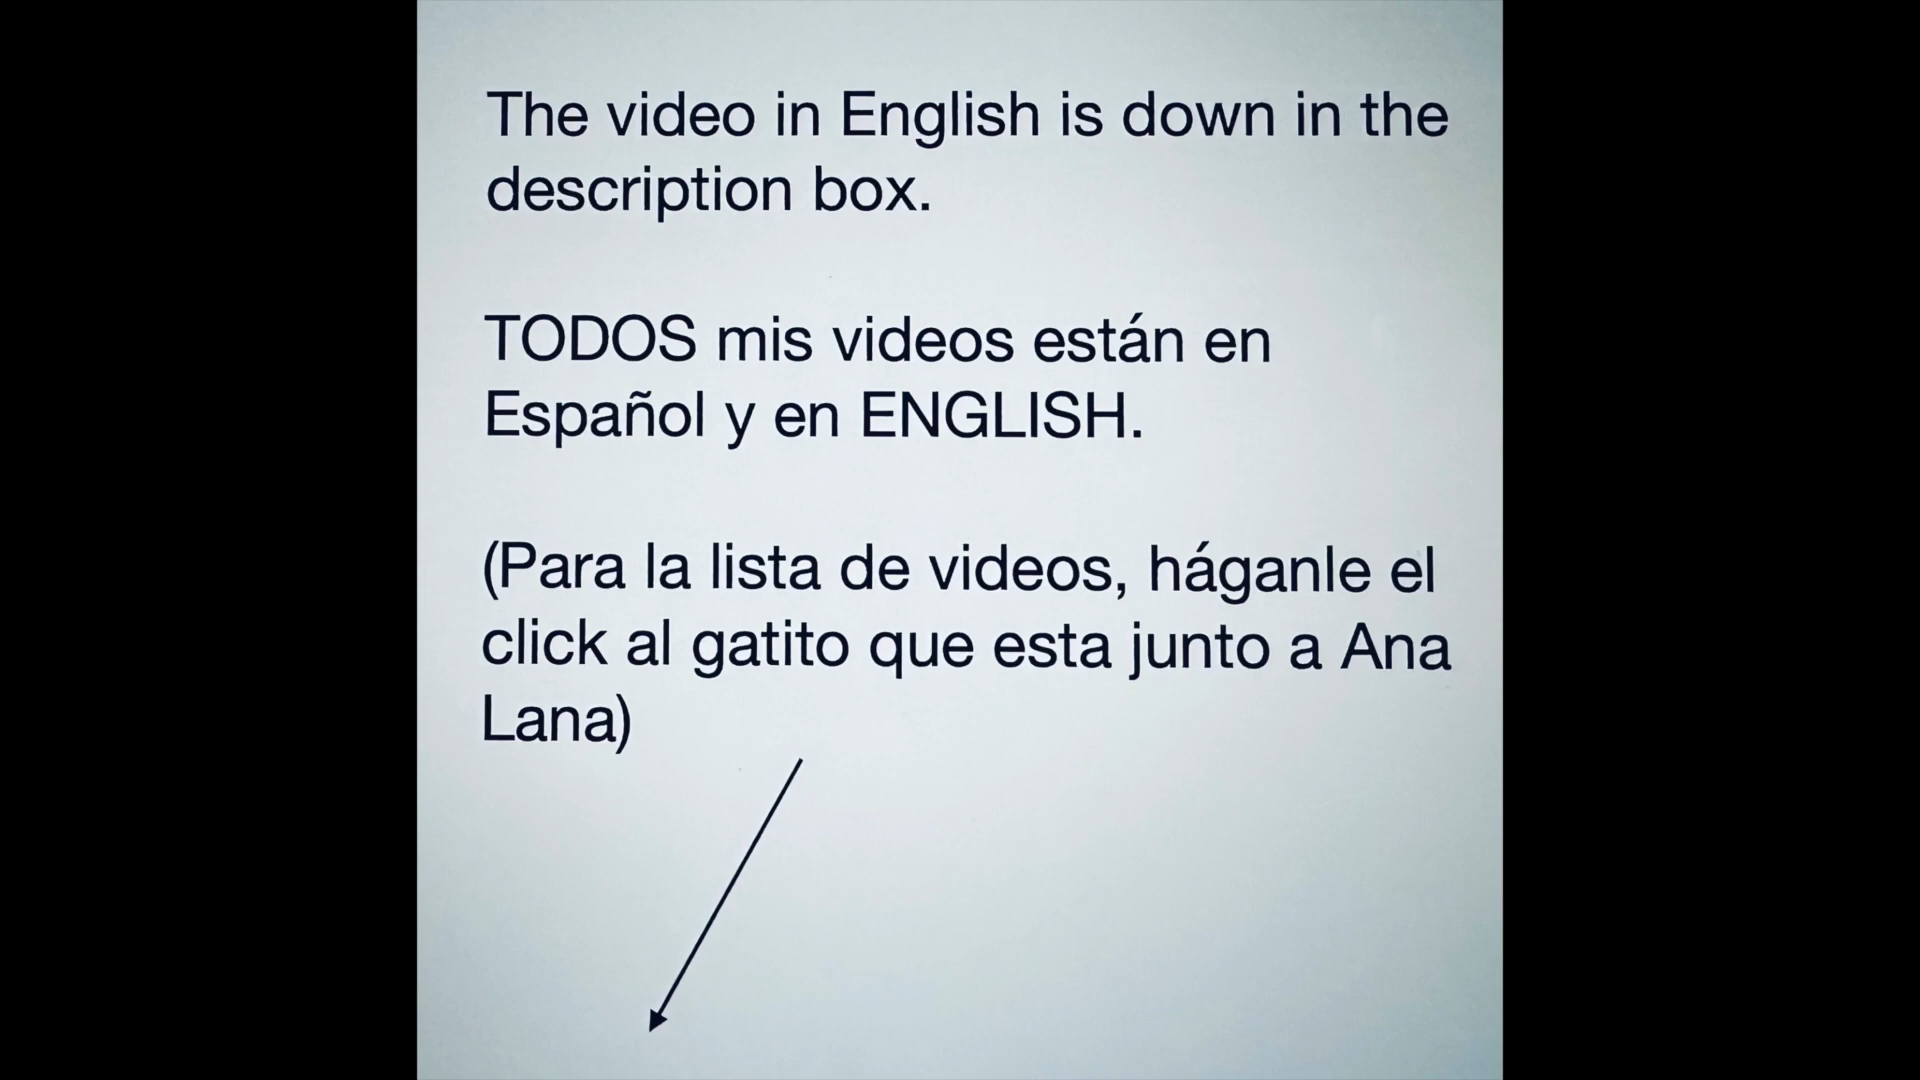 The video in English is down in the
description box.
TODOS mis videos están en
Español y en ENGLISH.
(Para la lista de videos, háganle el
click al gatito que esta junto a Ana
Lana)